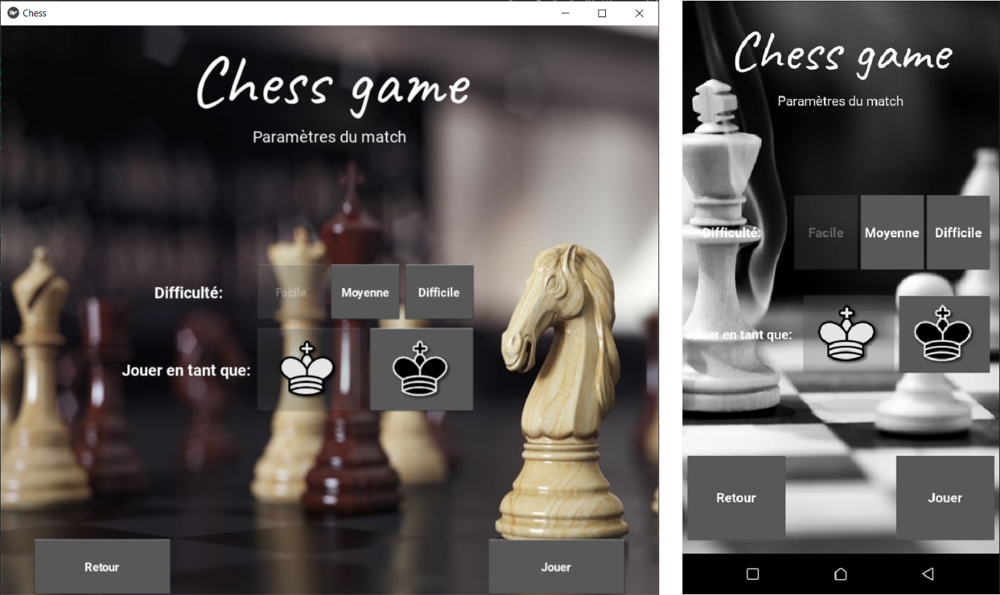 Chess
Chess game
Paramètres du match
Difficulté:
Facile
Moyenne
Difficile
Jouer en tant que:
Retour
Jouer
Chess game
Paramètres du match
Difficulté:
Facile
Moyenne
Difficile
Jouer en tant que:
Retour
Jouer